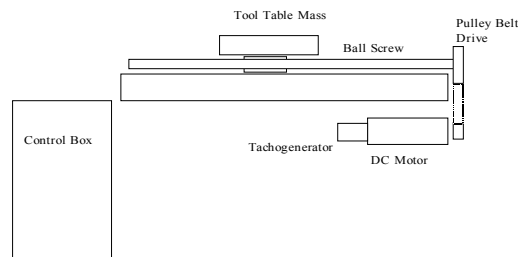 Tool Table Mass
Pulley Belt
Drive
Ball Screw
Control Box
Tachogenerator
DC Motor